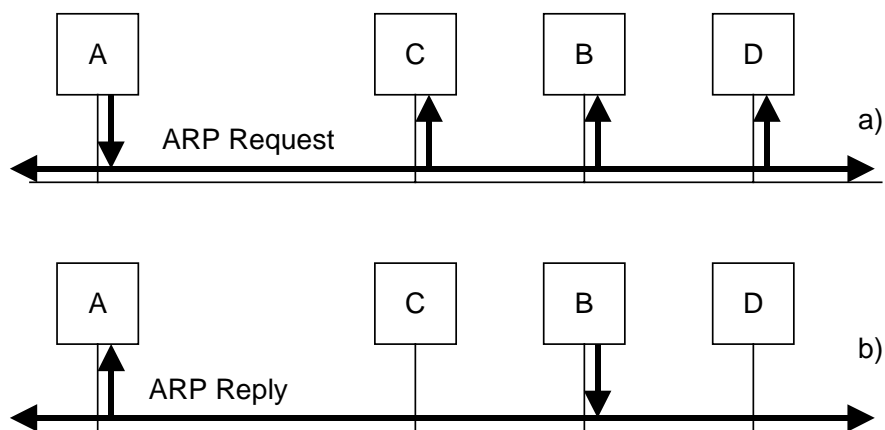 A C B D
a)
ARP Request
A C B D
b)
ARP Reply